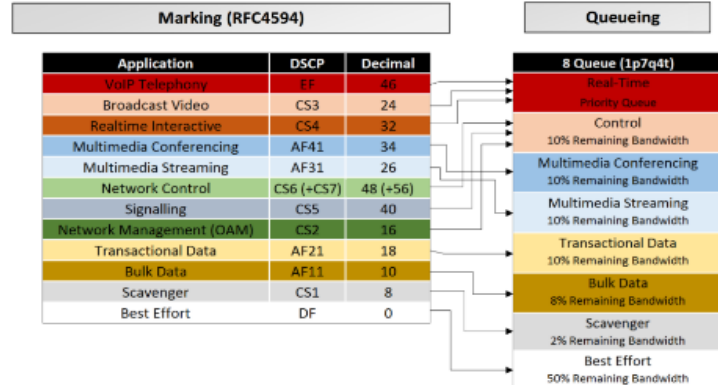 Marking (RFC4594)
Queueing
Application DSCP Decimal
VoIP Telephony EF 46
Broadcast Video CS3 24
Realtime Interactive CS4 32
Multimedia Conferencing AF41 34
Multimedia Streaming AF31 26
Network Control CS6 (+CS7) 48 (+56)
Signalling CS5 40
Network Management (OAM) CS2 16
Transactional Data AF21 18
Bulk Data AF11 10
Scavenger CS1 8
Best Effort DF 0
8 Queue (1p7q4t)
Real-Time
Priority Queue
Control
10% Remaining Bandwidth
Multimedia Conferencing
10% Remaining Bandwidth
Multimedia Streaming
10% Remaining Bandwidth
Transactional Data
10% Remaining Bandwidth
Bulk Data
8% Remaining Bandwidth
Scavenger
2% Remaining Bandwidth
Best Effort
50% Remaining Bandwidth